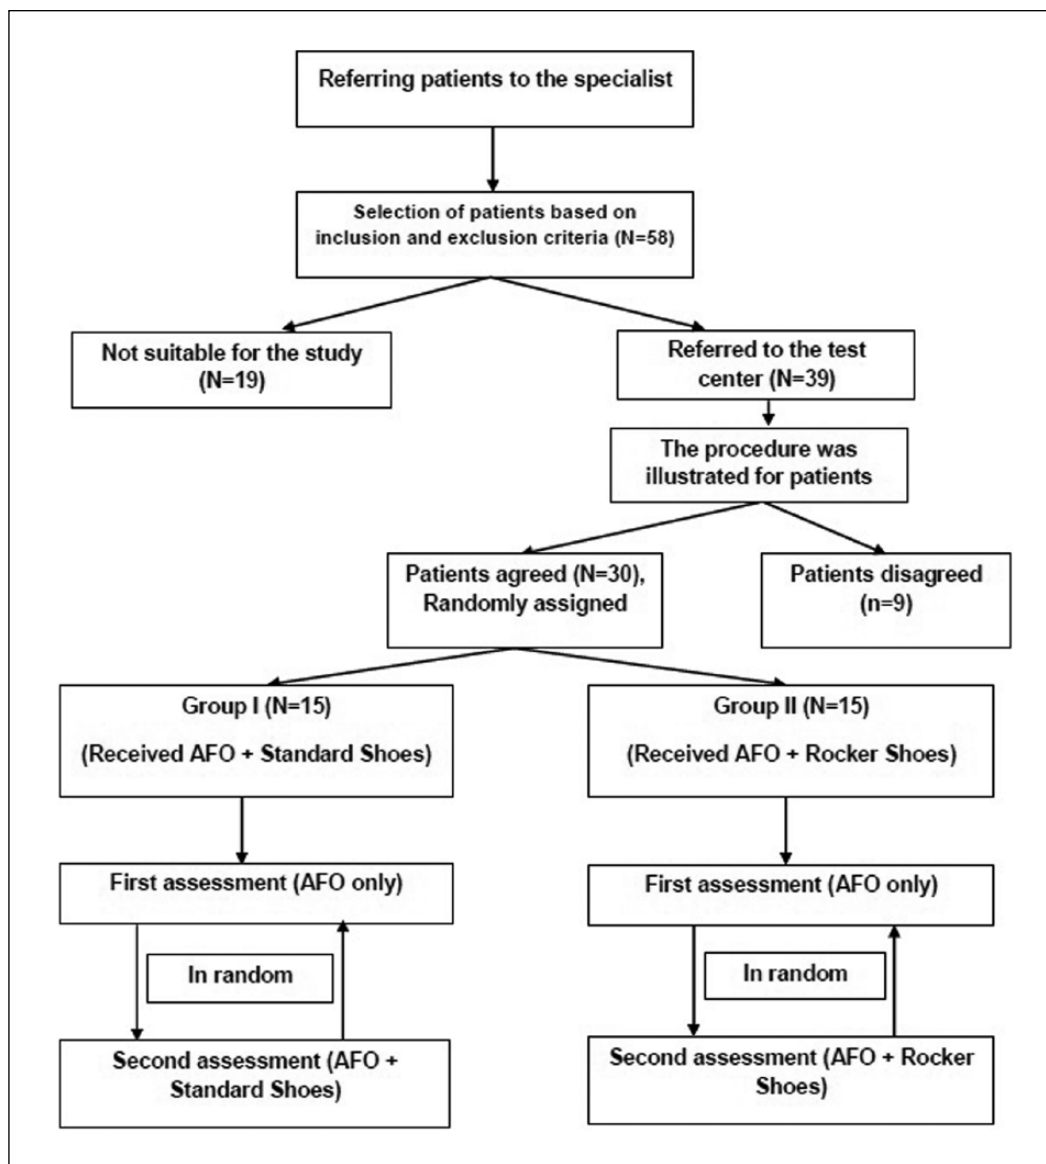 Referring patients to the specialist
Selection of patients based on
inclusion and exclusion criteria (N=58)
Not suitable for the study
(N=19)
Referred to the test
center (N=39)
The procedure was
illustrated for patients
Patients agreed (N=30),
Randomly assigned
Patients disagreed
(n=9)
Group I (N=15)
(Received AFO + Standard Shoes)
Group II (N=15)
(Received AFO + Rocker Shoes)
First assessment (AFO only)
First assessment (AFO only)
In random
In random
Second assessment (AFO +
Standard Shoes)
Second assessment (AFO + Rocker
Shoes)